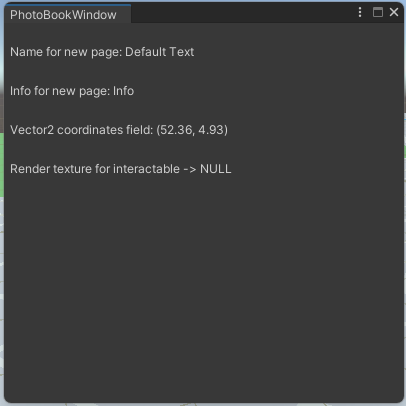 PhotoBookWindow
Name for new page: Default Text
Info for new page: Info
Vector2 coordinates field: (52.36, 4.93)
Render texture for interactable -> NULL